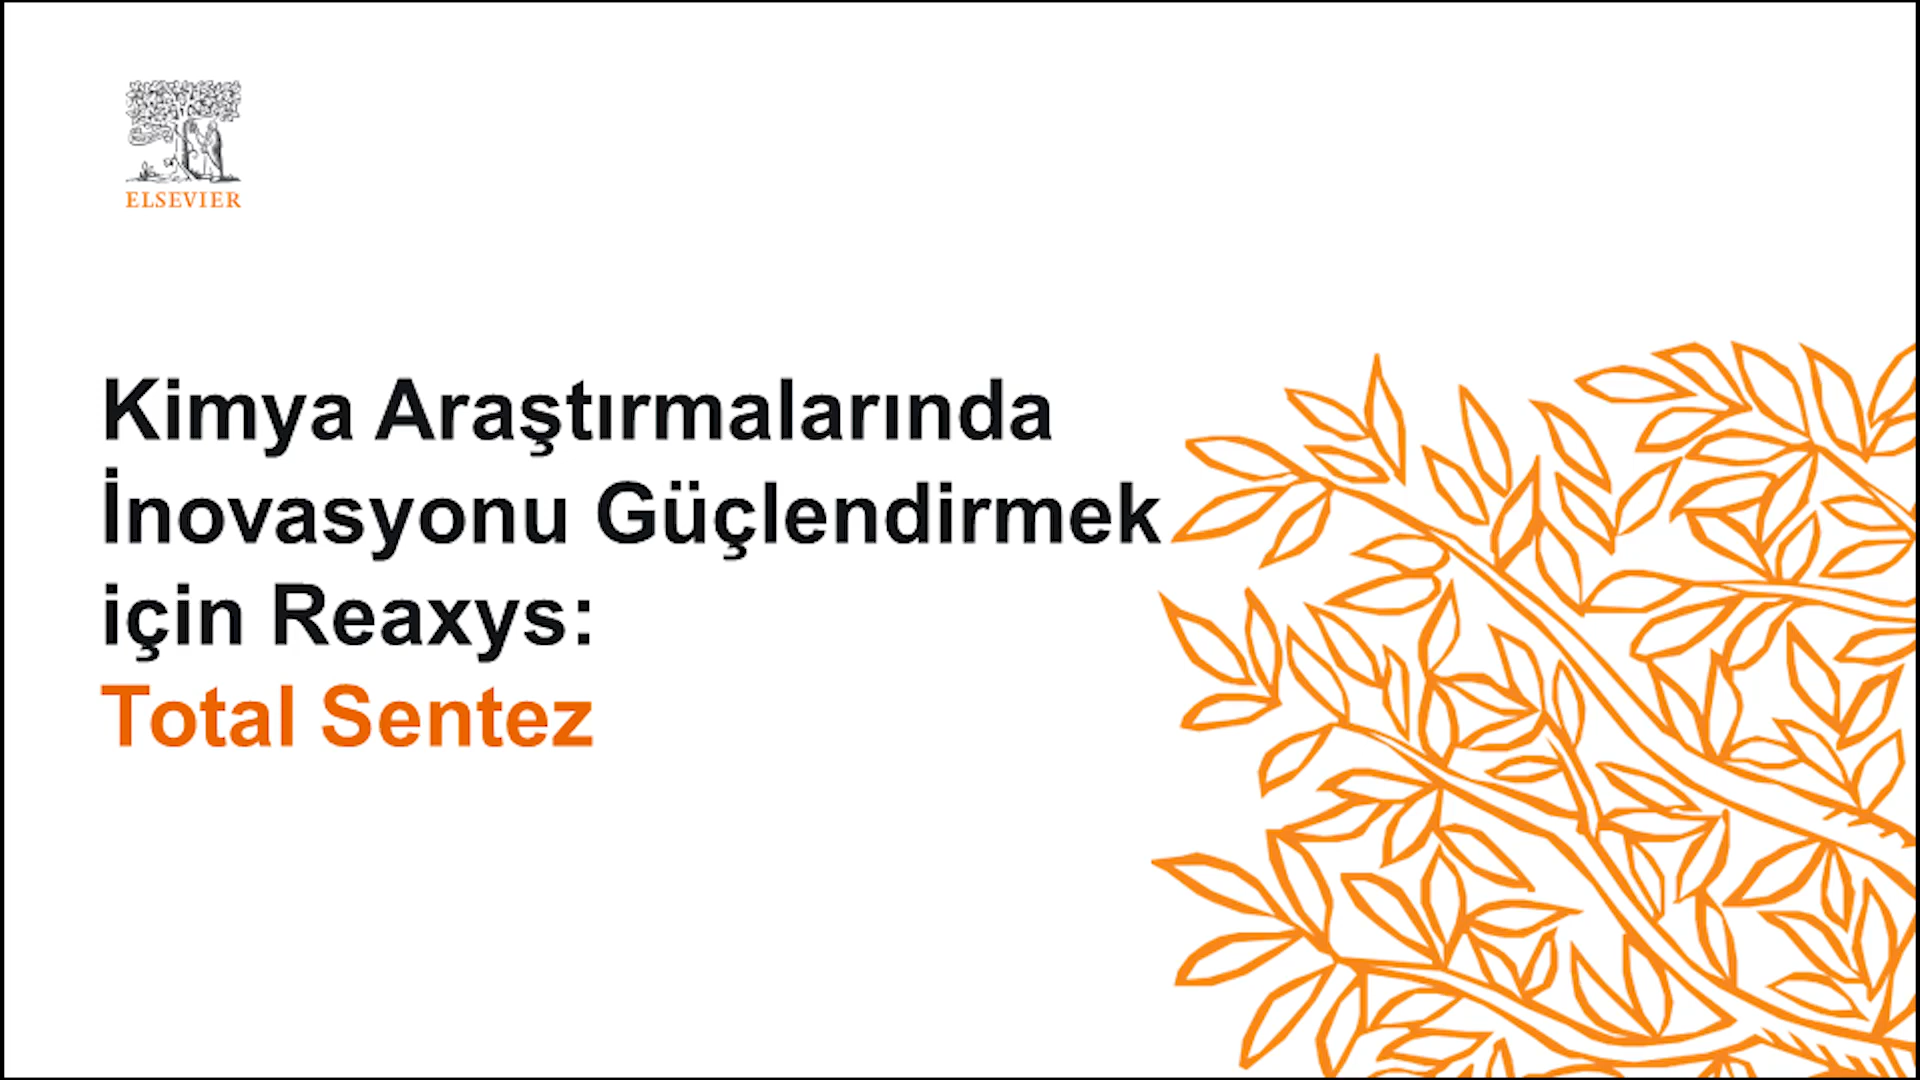 ELSEVIER
Kimya Araştırmalarında
İnovasyonu Güçlendirmek
için Reaxys:
Total Sentez